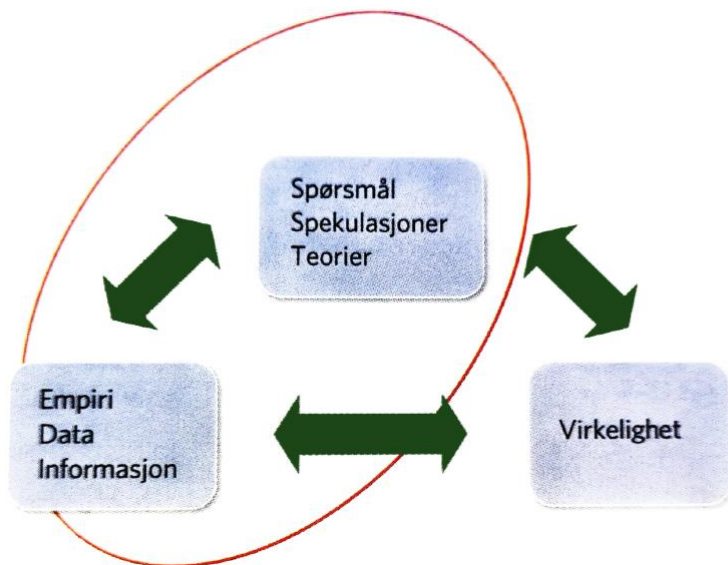 Spørsmål
Spekulasjoner
Teorier
Empiri
Data
Informasjon
Virkelighet